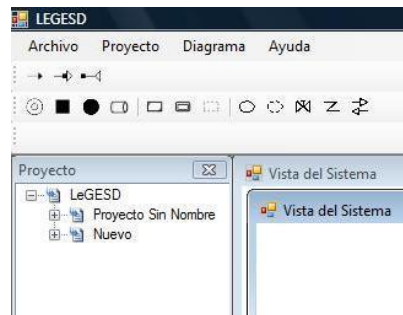 LEGESD
Archivo Proyecto Diagrama Ayuda
Proyecto
LeGESD
Proyecto Sin Nombre
Nuevo
Vista del Sistema
Vista del Sistema